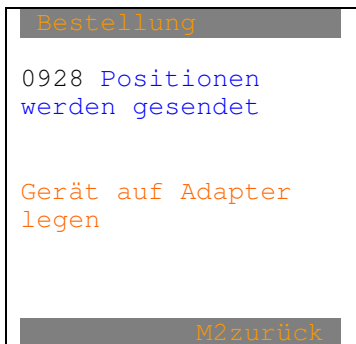 Bestellung
0928 Positionen
werden gesendet
Gerät auf Adapter
legen
M2zurück